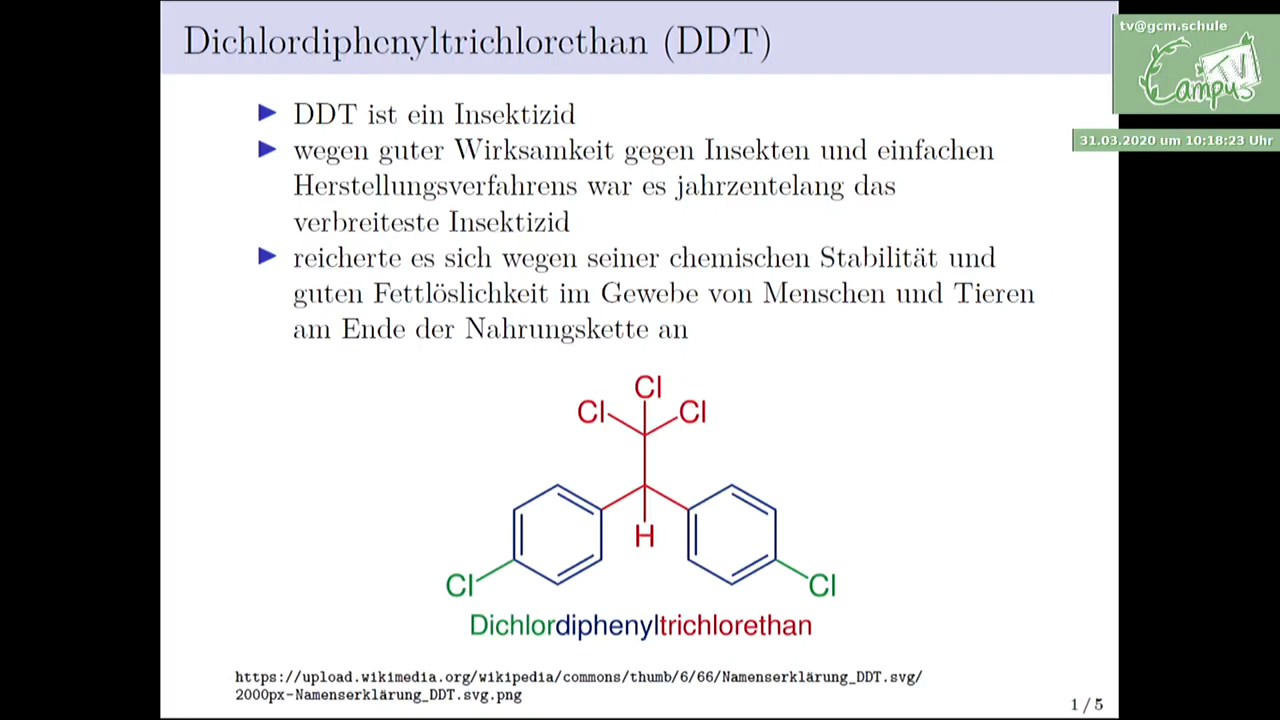 Dichlordiphenyltrichlorethan (DDT)
DDT ist ein Insektizid
wegen guter Wirksamkeit gegen Insekten und einfachen
Herstellungsverfahrens war es jahrzentelang das
verbreiteste Insektizid
reicherte es sich wegen seiner chemischen Stabilität und
guten Fettlöslichkeit im Gewebe von Menschen und Tieren
am Ende der Nahrungskette an
Cl
Cl Cl
H
Cl Cl
Dichlordiphenyltrichlorethan
https://upload.wikimedia.org/wikipedia/commons/thumb/6/66/Namenserklärung_DDT.svg/
2000px-Namenserklärung_DDT.svg.png
1 / 5
tv@gcm.schule
TV
Campus
31.03.2020 um 10:18:23 Uhr